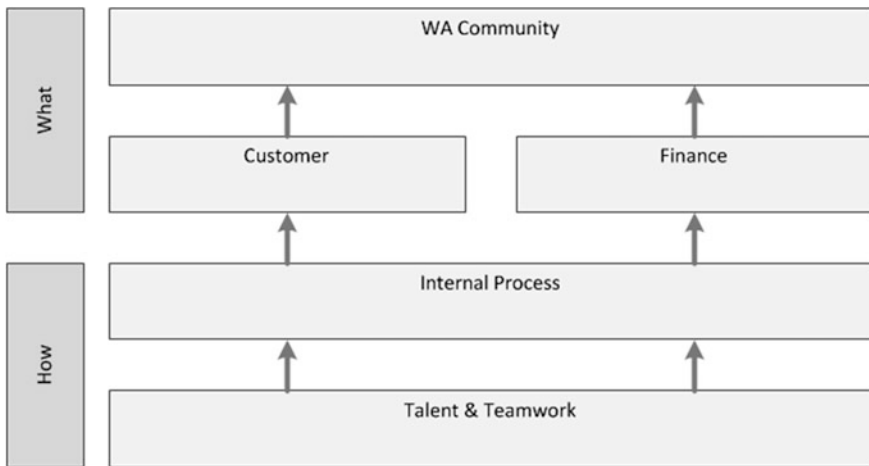 What
WA Community
Customer
Finance
How
Internal Process
Talent & Teamwork